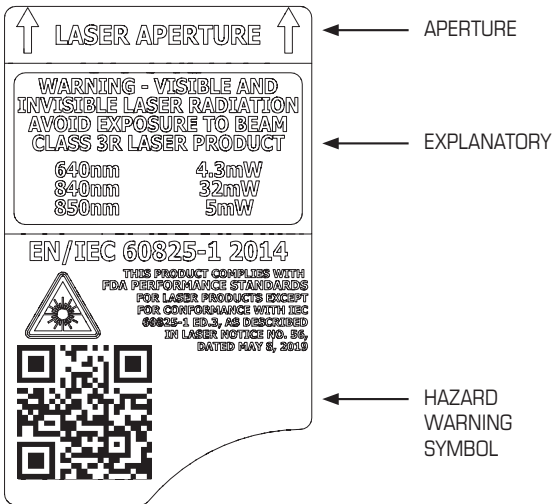 LASER APERTURE
APERTURE
WARNING - VISIBLE AND
INVISIBLE LASER RADIATION
AVOID EXPOSURE TO BEAM
CLASS 3R LASER PRODUCT
640nm 4.3mW
840nm 32mW
850nm 5mW
EXPLANATORY
EN/IEC 60825-1 2014
THIS PRODUCT COMPLIES WITH
FDA PERFORMANCE STANDARDS
FOR LASER PRODUCTS EXCEPT
FOR CONFORMANCE WITH IEC
60825-1 ED.3, AS DESCRIBED
IN LASER NOTICE NO. 56,
DATED MAY 8, 2019
HAZARD
WARNING
SYMBOL